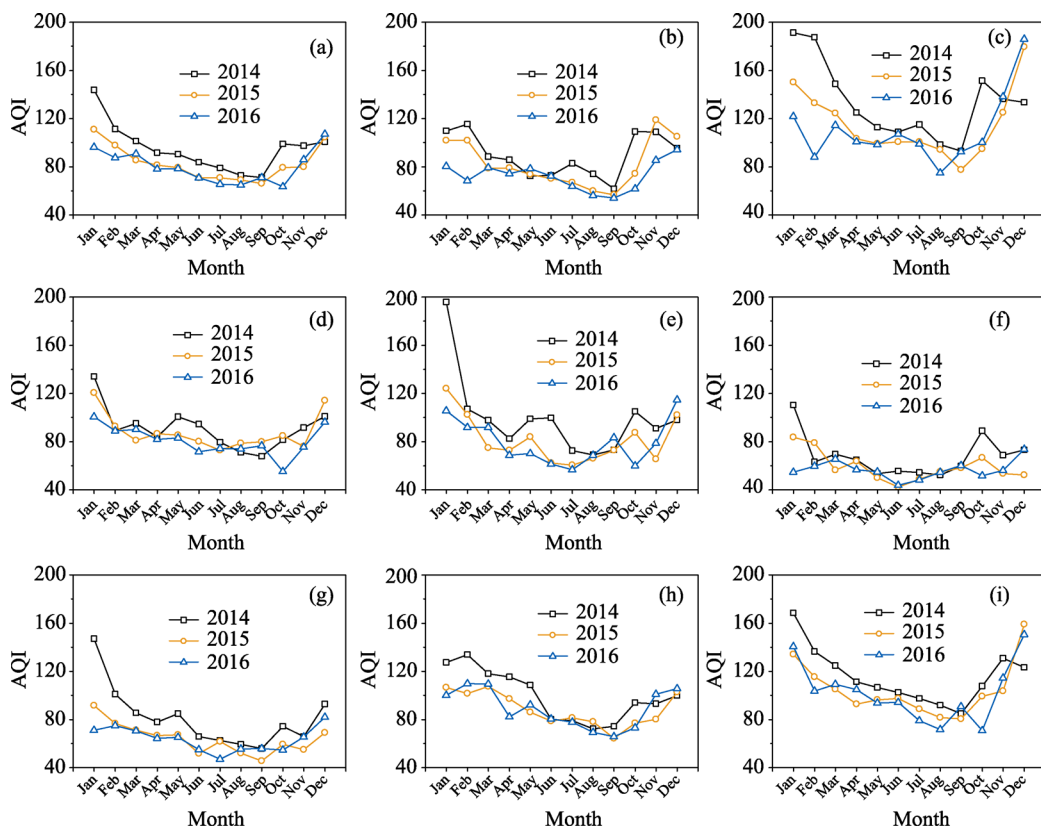 200
160
120
80
40
AQI
(a)
2014
2015
2016
Jan
Feb
Mar
Apr
May
Jun
Jul
Aug
Sep
Oct
Nov
Dec
Month
200
160
120
80
40
AQI
(b)
2014
2015
2016
Jan
Feb
Mar
Apr
May
Jun
Jul
Aug
Sep
Oct
Nov
Dec
Month
200
160
120
80
40
AQI
(c)
2014
2015
2016
Jan
Feb
Mar
Apr
May
Jun
Jul
Aug
Sep
Oct
Nov
Dec
Month
200
160
120
80
40
AQI
(d)
2014
2015
2016
Jan
Feb
Mar
Apr
May
Jun
Jul
Aug
Sep
Oct
Nov
Dec
Month
200
160
120
80
40
AQI
(e)
2014
2015
2016
Jan
Feb
Mar
Apr
May
Jun
Jul
Aug
Sep
Oct
Nov
Dec
Month
200
160
120
80
40
AQI
(f)
2014
2015
2016
Jan
Feb
Mar
Apr
May
Jun
Jul
Aug
Sep
Oct
Nov
Dec
Month
200
160
120
80
40
AQI
(g)
2014
2015
2016
Jan
Feb
Mar
Apr
May
Jun
Jul
Aug
Sep
Oct
Nov
Dec
Month
200
160
120
80
40
AQI
(h)
2014
2015
2016
Jan
Feb
Mar
Apr
May
Jun
Jul
Aug
Sep
Oct
Nov
Dec
Month
200
160
120
80
40
AQI
(i)
2014
2015
2016
Jan
Feb
Mar
Apr
May
Jun
Jul
Aug
Sep
Oct
Nov
Dec
Month